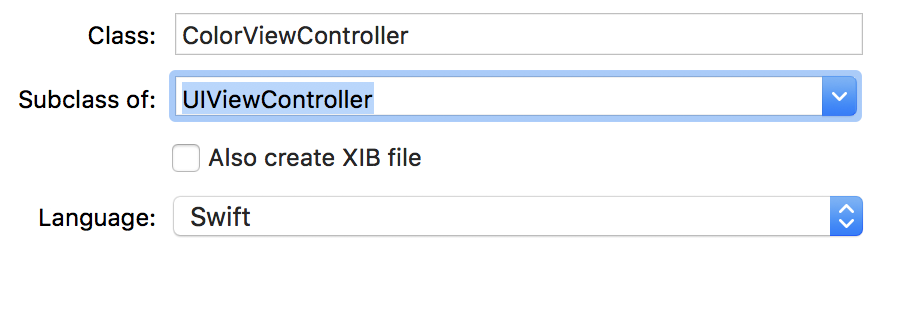 Class: ColorViewController
Subclass of: UIViewController
Also create XIB file
Language: Swift